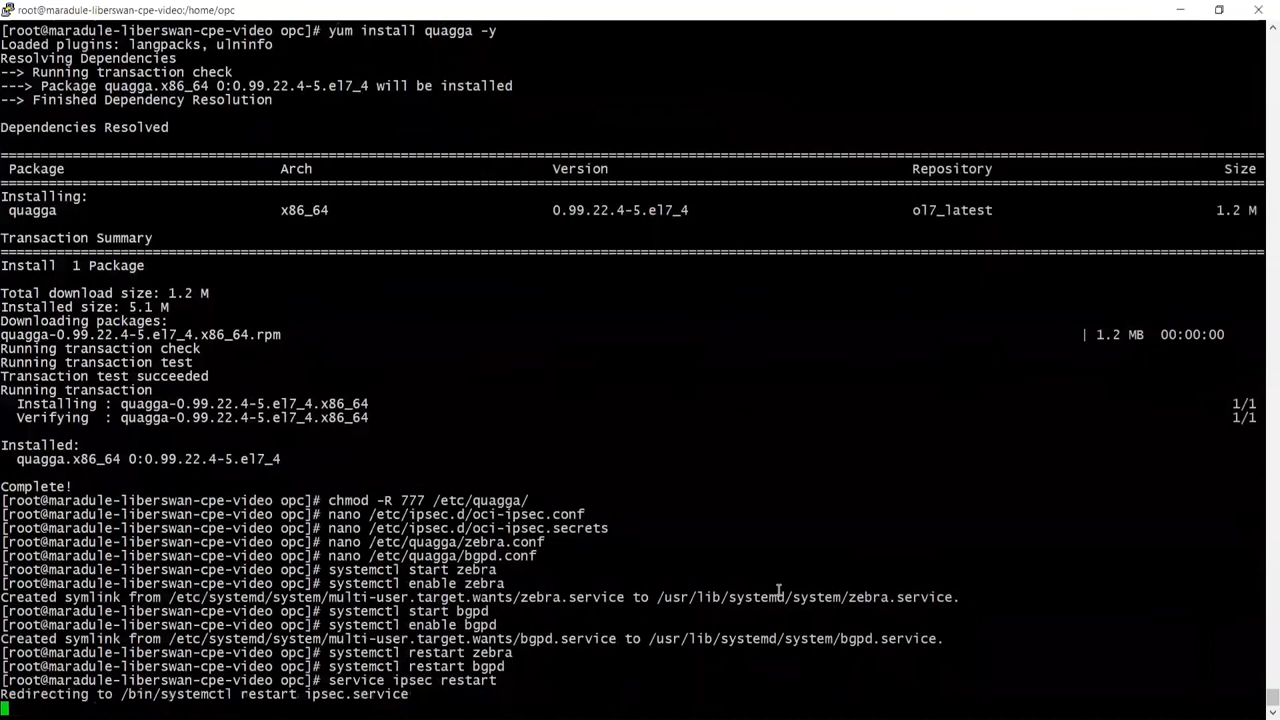 root@maradule-liberswan-cpe-video:/home/opc
[root@maradule-liberswan-cpe-video opc]# yum install quagga -y
Loaded plugins: langpacks, ulninfo
Resolving Dependencies
--> Running transaction check
---> Package quagga.x86_64 0:0.99.22.4-5.el7_4 will be installed
--> Finished Dependency Resolution
Dependencies Resolved
================================================================================
Package Arch Version Repository Size
================================================================================
Installing:
quagga x86_64 0.99.22.4-5.el7_4 ol7_latest 1.2 M
Transaction Summary
================================================================================
Install 1 Package
Total download size: 1.2 M
Installed size: 5.1 M
Downloading packages:
quagga-0.99.22.4-5.el7_4.x86_64.rpm | 1.2 MB 00:00:00
Running transaction check
Running transaction test
Transaction test succeeded
Running transaction
Installing : quagga-0.99.22.4-5.el7_4.x86_64 1/1
Verifying : quagga-0.99.22.4-5.el7_4.x86_64 1/1
Installed:
quagga.x86_64 0:0.99.22.4-5.el7_4
Complete!
[root@maradule-liberswan-cpe-video opc]# chmod -R 777 /etc/quagga/
[root@maradule-liberswan-cpe-video opc]# nano /etc/ipsec.d/oci-ipsec.conf
[root@maradule-liberswan-cpe-video opc]# nano /etc/ipsec.d/oci-ipsec.secrets
[root@maradule-liberswan-cpe-video opc]# nano /etc/quagga/zebra.conf
[root@maradule-liberswan-cpe-video opc]# nano /etc/quagga/bgpd.conf
[root@maradule-liberswan-cpe-video opc]# systemctl start zebra
[root@maradule-liberswan-cpe-video opc]# systemctl enable zebra
Created symlink from /etc/systemd/system/multi-user.target.wants/zebra.service to /usr/lib/systemd/system/zebra.service.
[root@maradule-liberswan-cpe-video opc]# systemctl start bgpd
[root@maradule-liberswan-cpe-video opc]# systemctl enable bgpd
Created symlink from /etc/systemd/system/multi-user.target.wants/bgpd.service to /usr/lib/systemd/system/bgpd.service.
[root@maradule-liberswan-cpe-video opc]# systemctl restart zebra
[root@maradule-liberswan-cpe-video opc]# systemctl restart bgpd
[root@maradule-liberswan-cpe-video opc]# service ipsec restart
Redirecting to /bin/systemctl restart ipsec.service